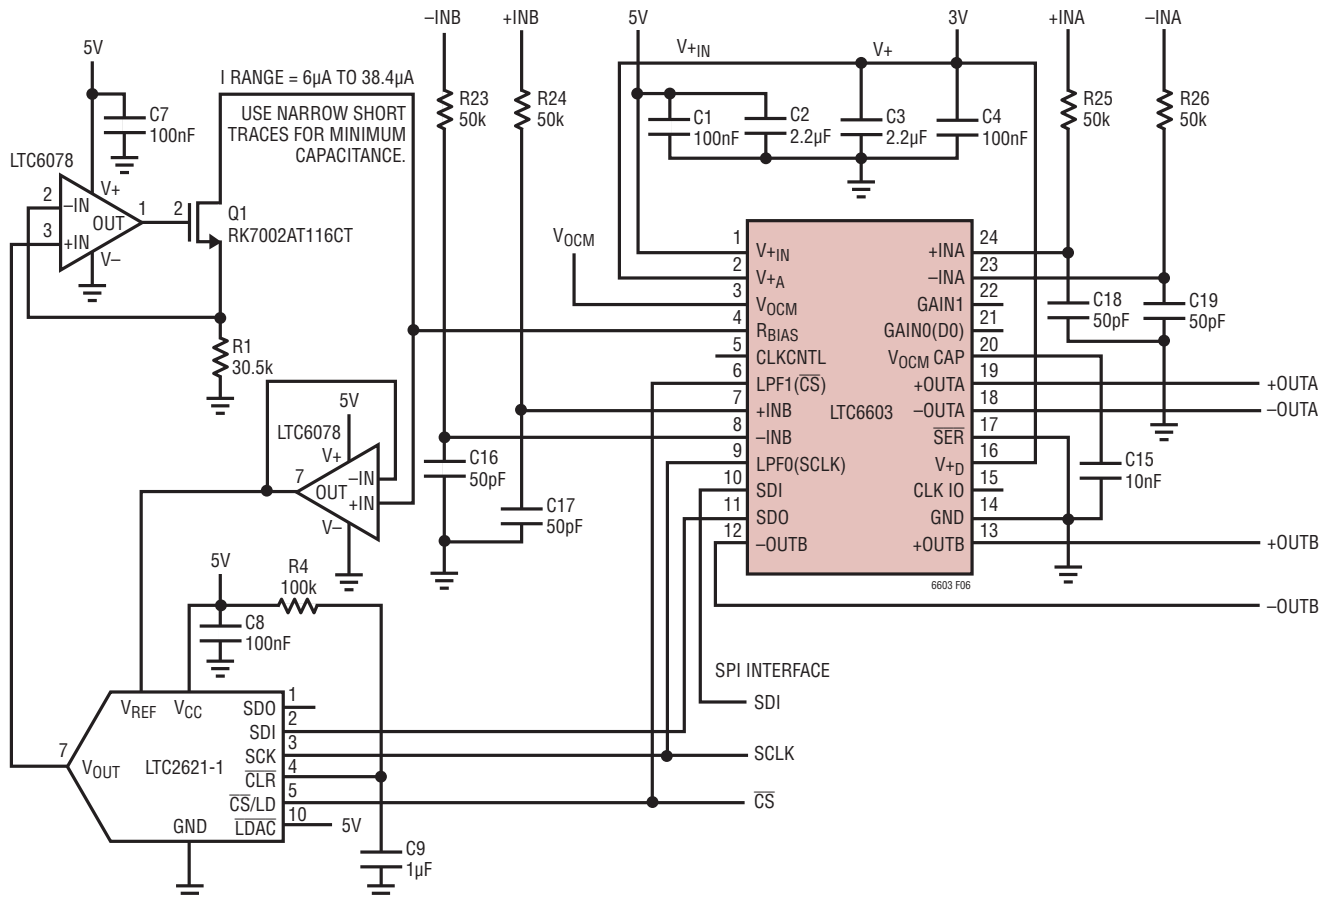 –INB
+INB
5V
3V
+INA
–INA
5V
V+IN
V+
I RANGE = 6µA TO 38.4µA
C7
100nF
USE NARROW SHORT
TRACES FOR MINIMUM
CAPACITANCE.
R23
50k
R24
50k
C1
100nF
C2
2.2µF
C3
2.2µF
C4
100nF
R25
50k
R26
50k
LTC6078
V+
2
–IN
3
+IN
OUT
1
V–
2
Q1
RK7002AT116CT
VOCM
R1
30.5k
1
V+IN
2
V+A
3
VOCM
4
RBIAS
5
CLKCNTL
6
LPF1(CS)
7
+INB
8
–INB
9
LPF0(SCLK)
10
SDI
11
SDO
12
–OUTB
LTC6603
+INA
24
–INA
23
GAIN1
22
GAIN0(D0)
21
VOCM CAP
20
+OUTA
19
–OUTA
18
SER
17
V+D
16
CLK IO
15
GND
14
+OUTB
13
6603 F06
C18
50pF
C19
50pF
+OUTA
–OUTA
C15
10nF
+OUTB
–OUTB
5V
LTC6078
V+
7
OUT
–IN
+IN
V–
C16
50pF
C17
50pF
5V
R4
100k
C8
100nF
SPI INTERFACE
SDI
SCLK
CS
VREF
VCC
SDO
1
SDI
2
SCK
3
CLR
4
CS/LD
5
LDAC
10
5V
7
VOUT
LTC2621-1
GND
C9
1µF